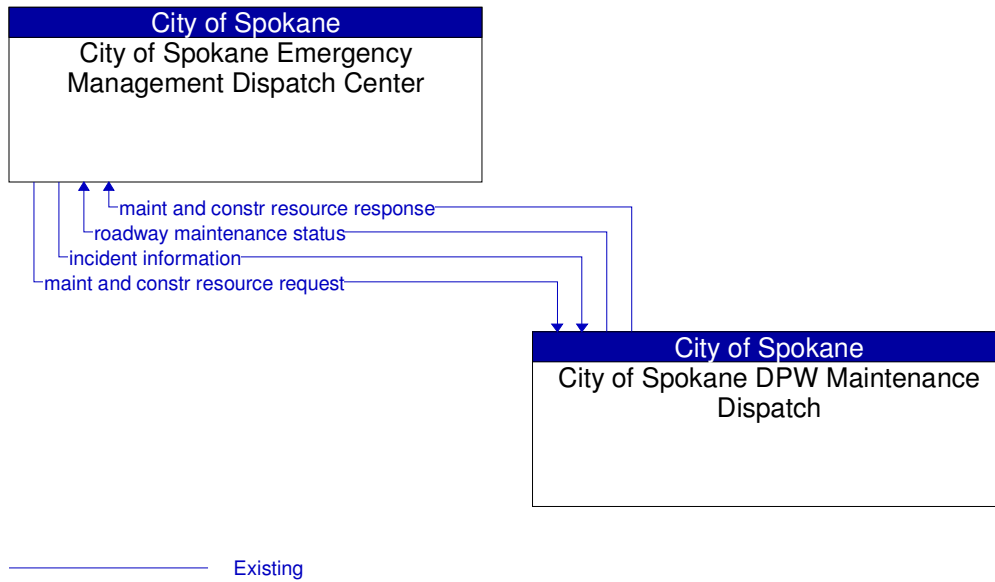 City of Spokane
City of Spokane Emergency
Management Dispatch Center
maint and constr resource response
roadway maintenance status
incident information
maint and constr resource request
City of Spokane
City of Spokane DPW Maintenance
Dispatch
Existing